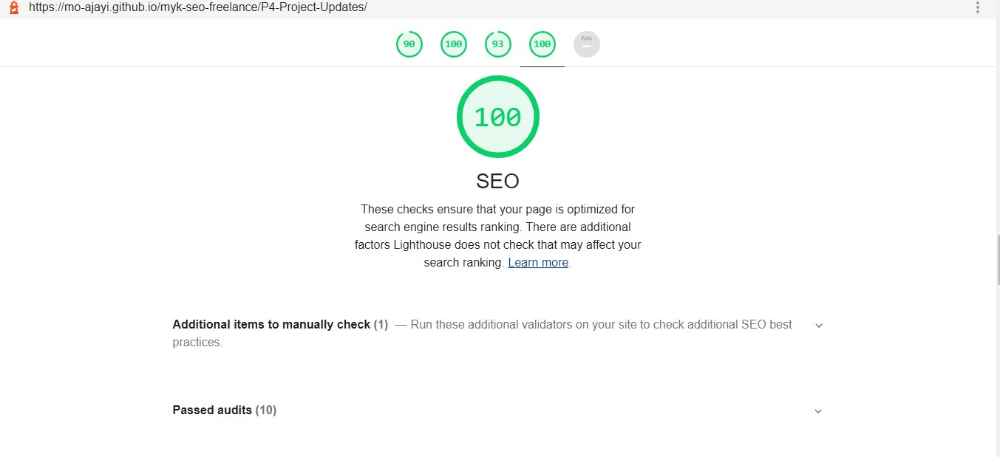 https://mo-ajayi.github.io/myk-seo-freelance/P4-Project-Updates/
90 100 93 100 PWA
100
SEO
These checks ensure that your page is optimized for
search engine results ranking. There are additional
factors Lighthouse does not check that may affect your
search ranking. Learn more.
Additional items to manually check (1) — Run these additional validators on your site to check additional SEO best
practices.
Passed audits (10)